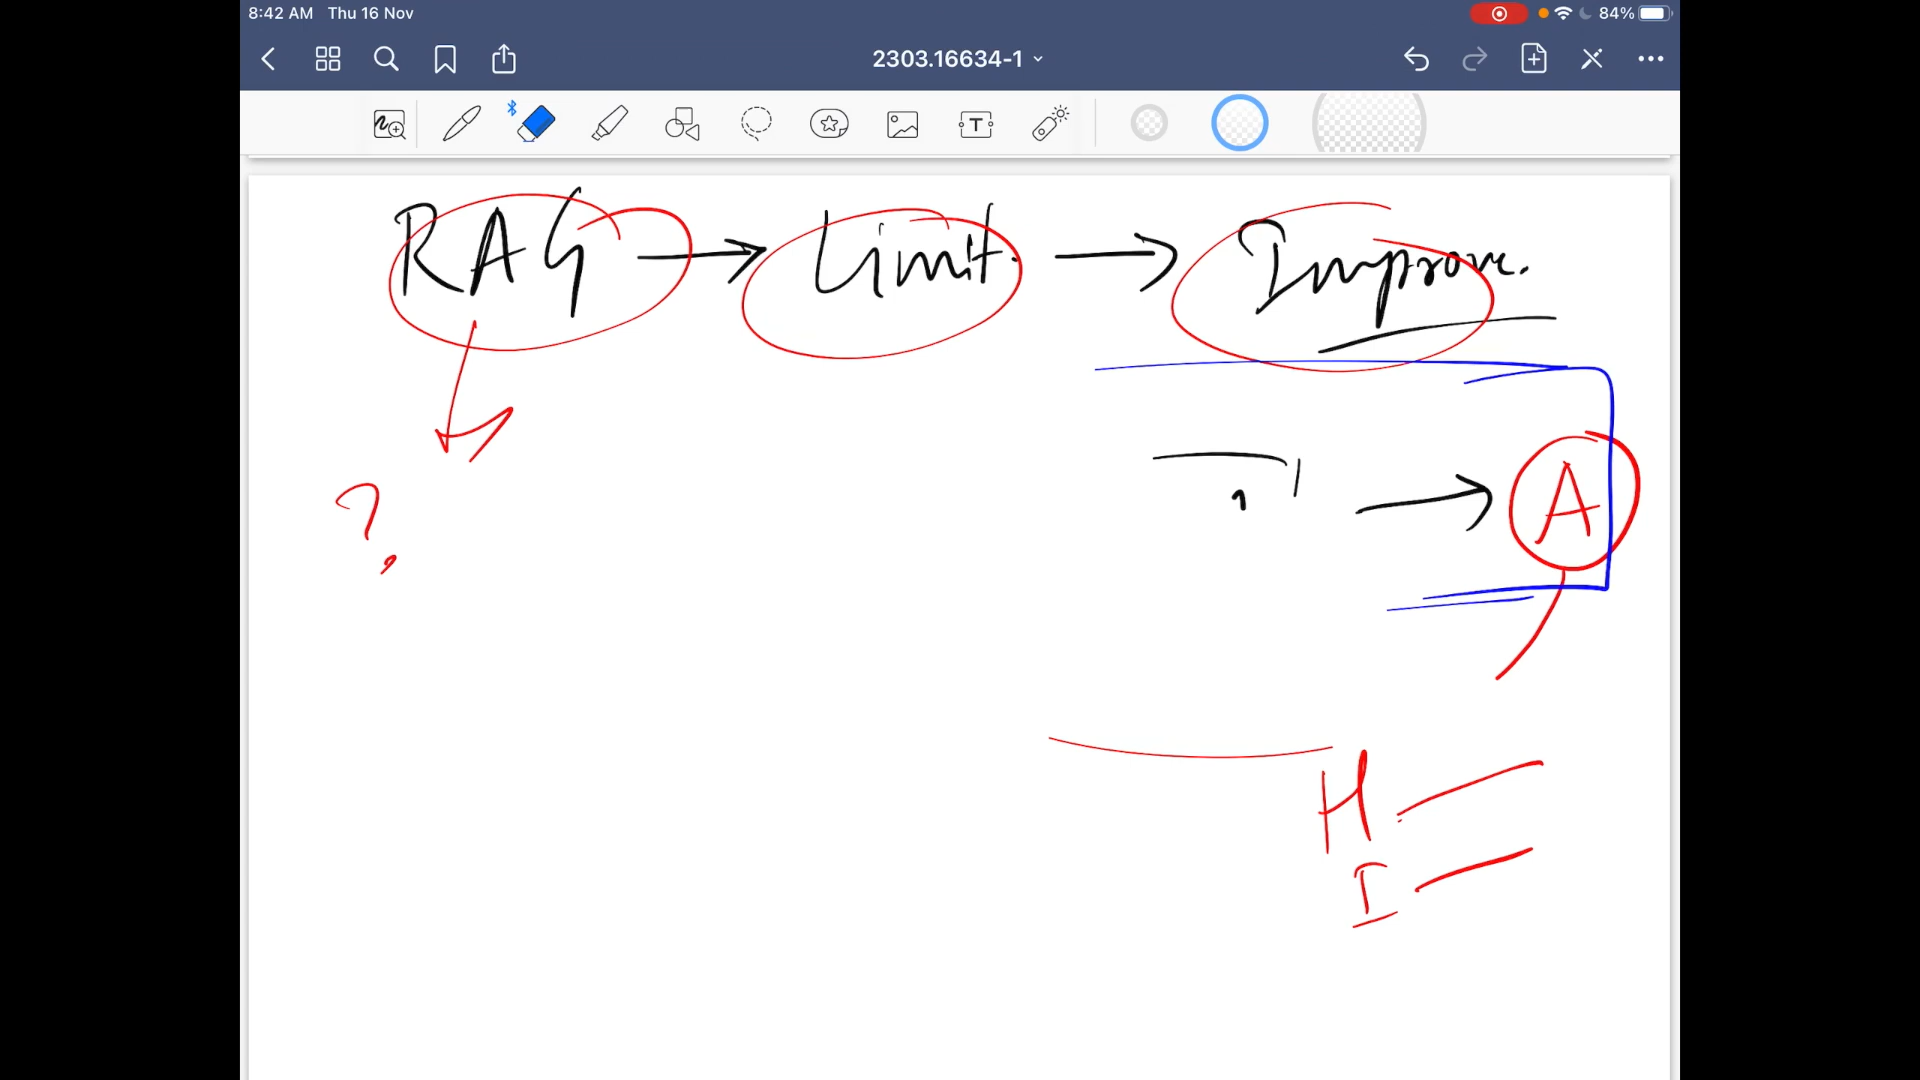 8:42 AM Thu 16 Nov 84%
2303.16634-1
T
RAG → Limit. → Improve.
→ A
?
H
I